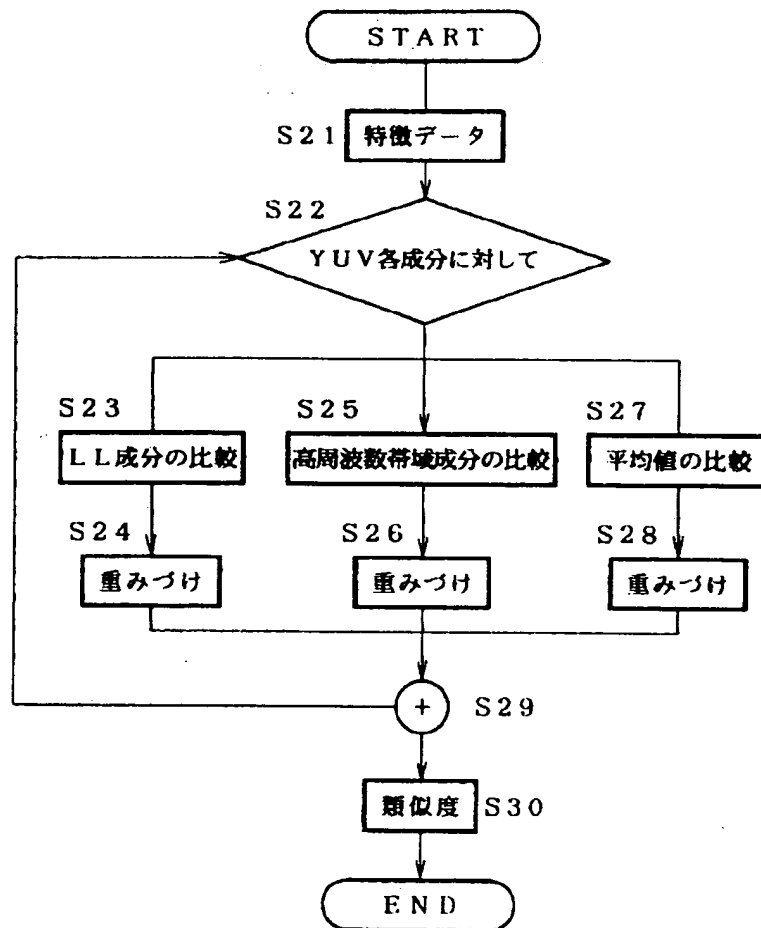 START
S21
特徴データ
S22
YUV各成分に対して
S23
S25
S27
LL成分の比較
高周波数帯域成分の比較
平均値の比較
S24
S26
S28
重みづけ
重みづけ
重みづけ
+
S29
類似度
S30
END